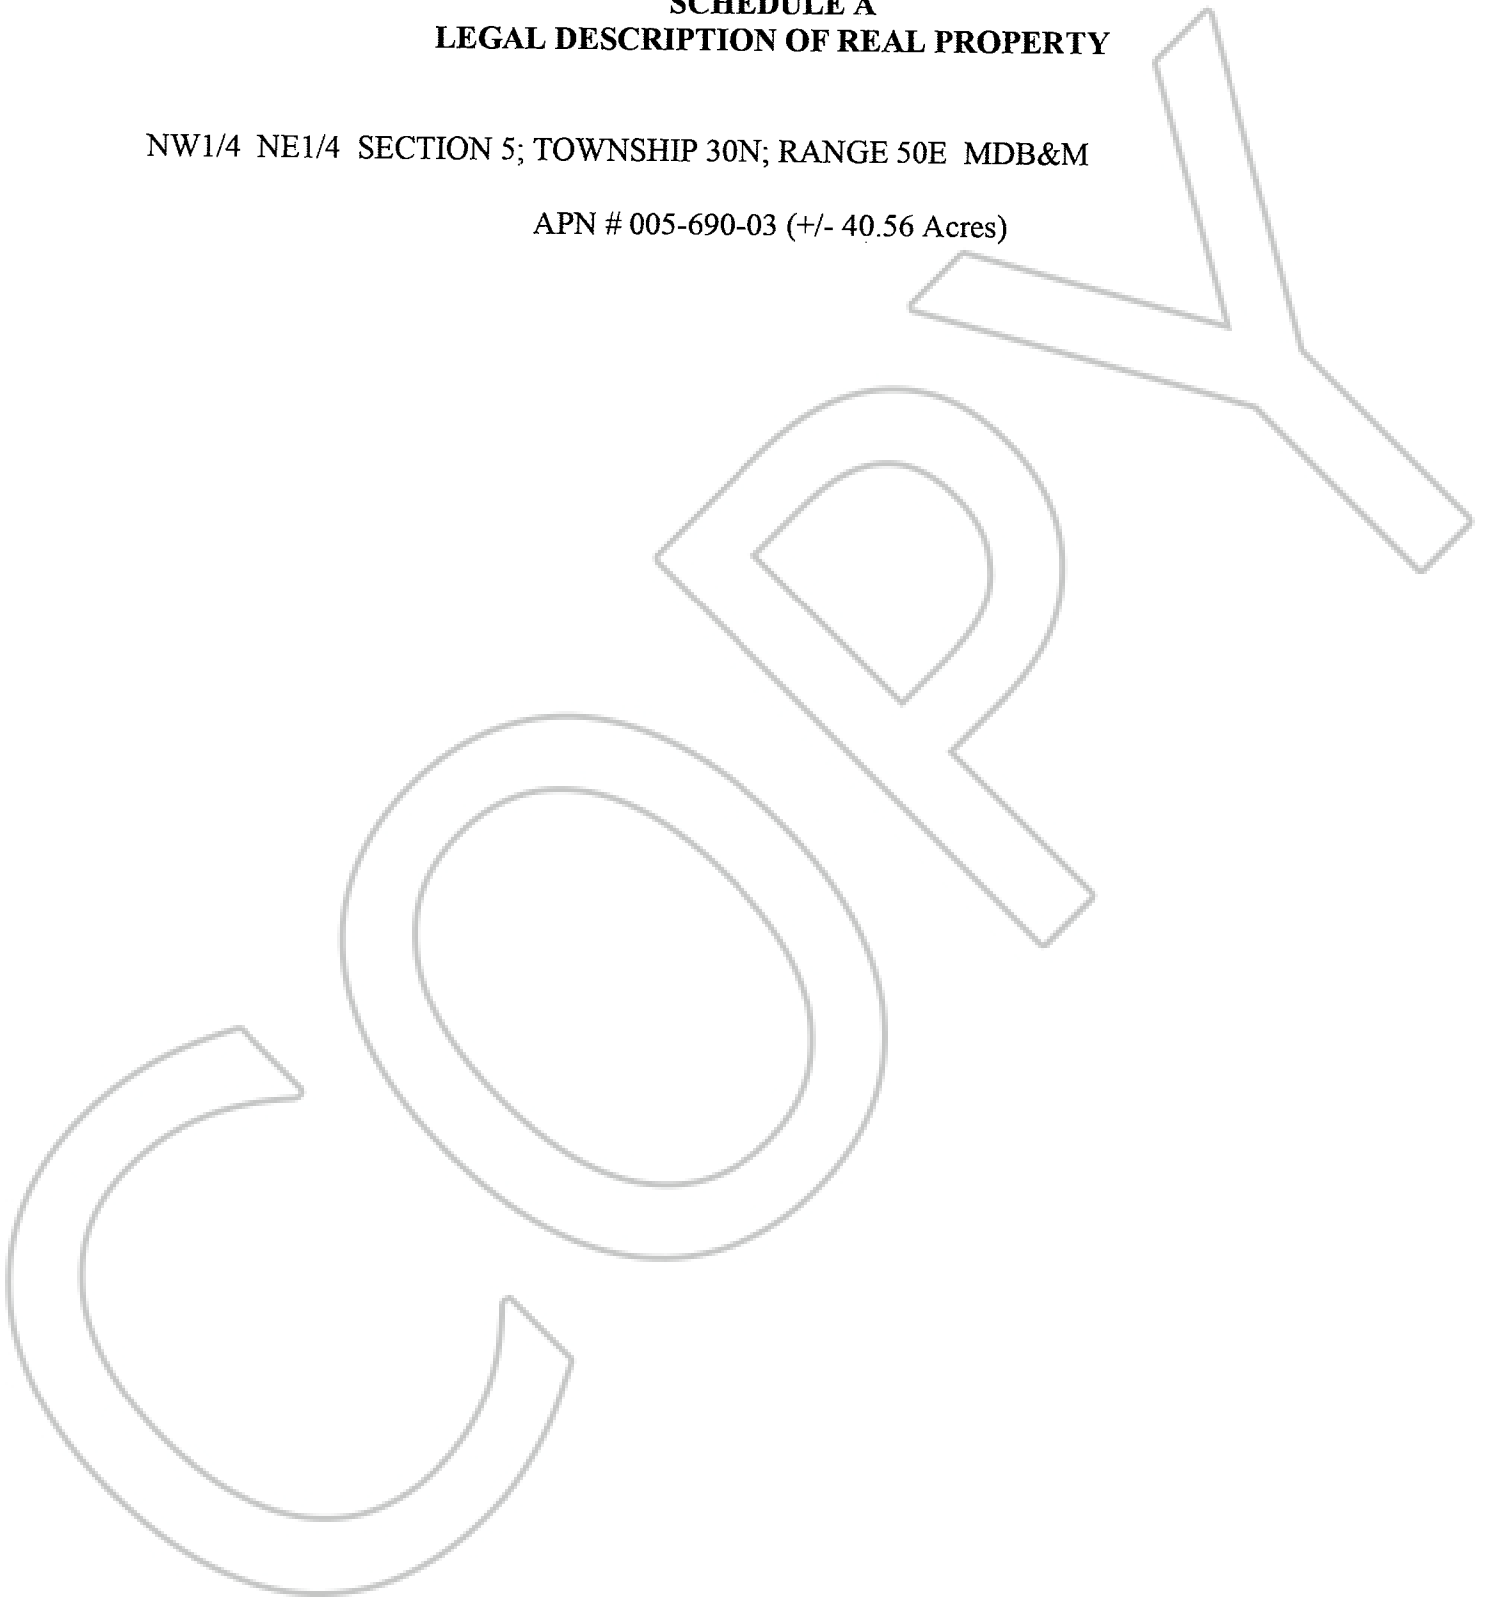 SCHEDULE A
LEGAL DESCRIPTION OF REAL PROPERTY
NW1/4 NE1/4 SECTION 5; TOWNSHIP 30N; RANGE 50E MDB&M
APN # 005-690-03 (+/- 40.56 Acres)
COPY